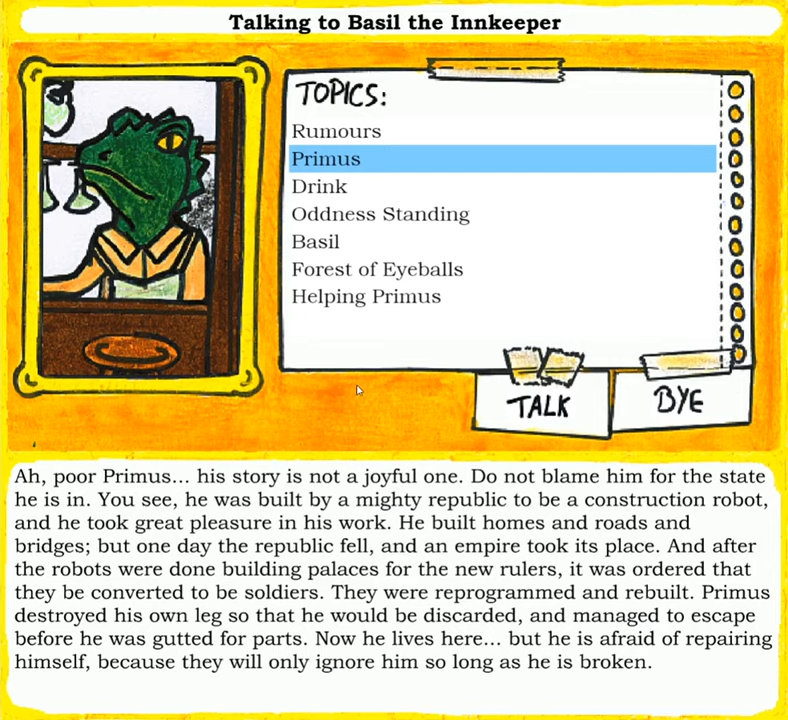 Talking to Basil the Innkeeper
TOPICS:
Rumours
Primus
Drink
Oddness Standing
Basil
Forest of Eyeballs
Helping Primus
TALK
BYE
Ah, poor Primus... his story is not a joyful one. Do not blame him for the state
he is in. You see, he was built by a mighty republic to be a construction robot,
and he took great pleasure in his work. He built homes and roads and
bridges; but one day the republic fell, and an empire took its place. And after
the robots were done building palaces for the new rulers, it was ordered that
they be converted to be soldiers. They were reprogrammed and rebuilt. Primus
destroyed his own leg so that he would be discarded, and managed to escape
before he was gutted for parts. Now he lives here... but he is afraid of repairing
himself, because they will only ignore him so long as he is broken.